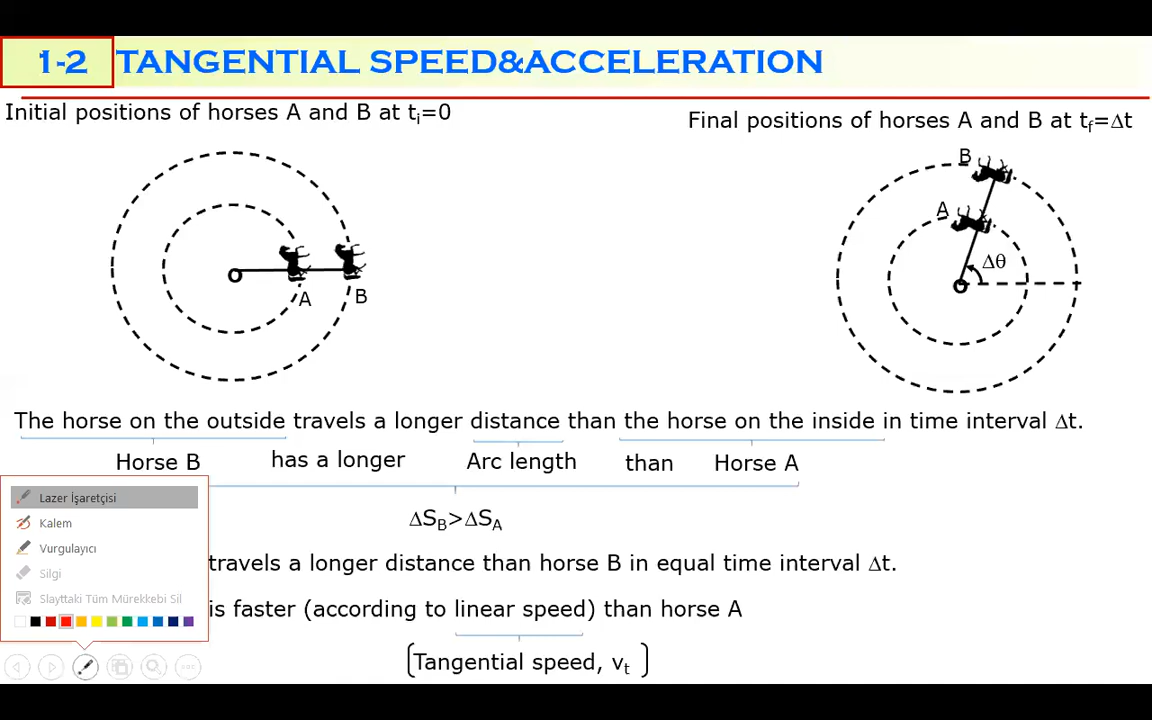 1-2 TANGENTIAL SPEED&ACCELERATION
Initial positions of horses A and B at tᵢ=0
Final positions of horses A and B at t_f=Δt
B
A
Δθ
O
O
A
B
The horse on the outside travels a longer distance than the horse on the inside in time interval Δt.
Horse B has a longer Arc length than Horse A
ΔS_B>ΔS_A
travels a longer distance than horse B in equal time interval Δt.
is faster (according to linear speed) than horse A
(Tangential speed, vₜ)
Lazer İşaretçisi
Kalem
Vurgulayıcı
Silgi
Slayttaki Tüm Mürekkebi Sil